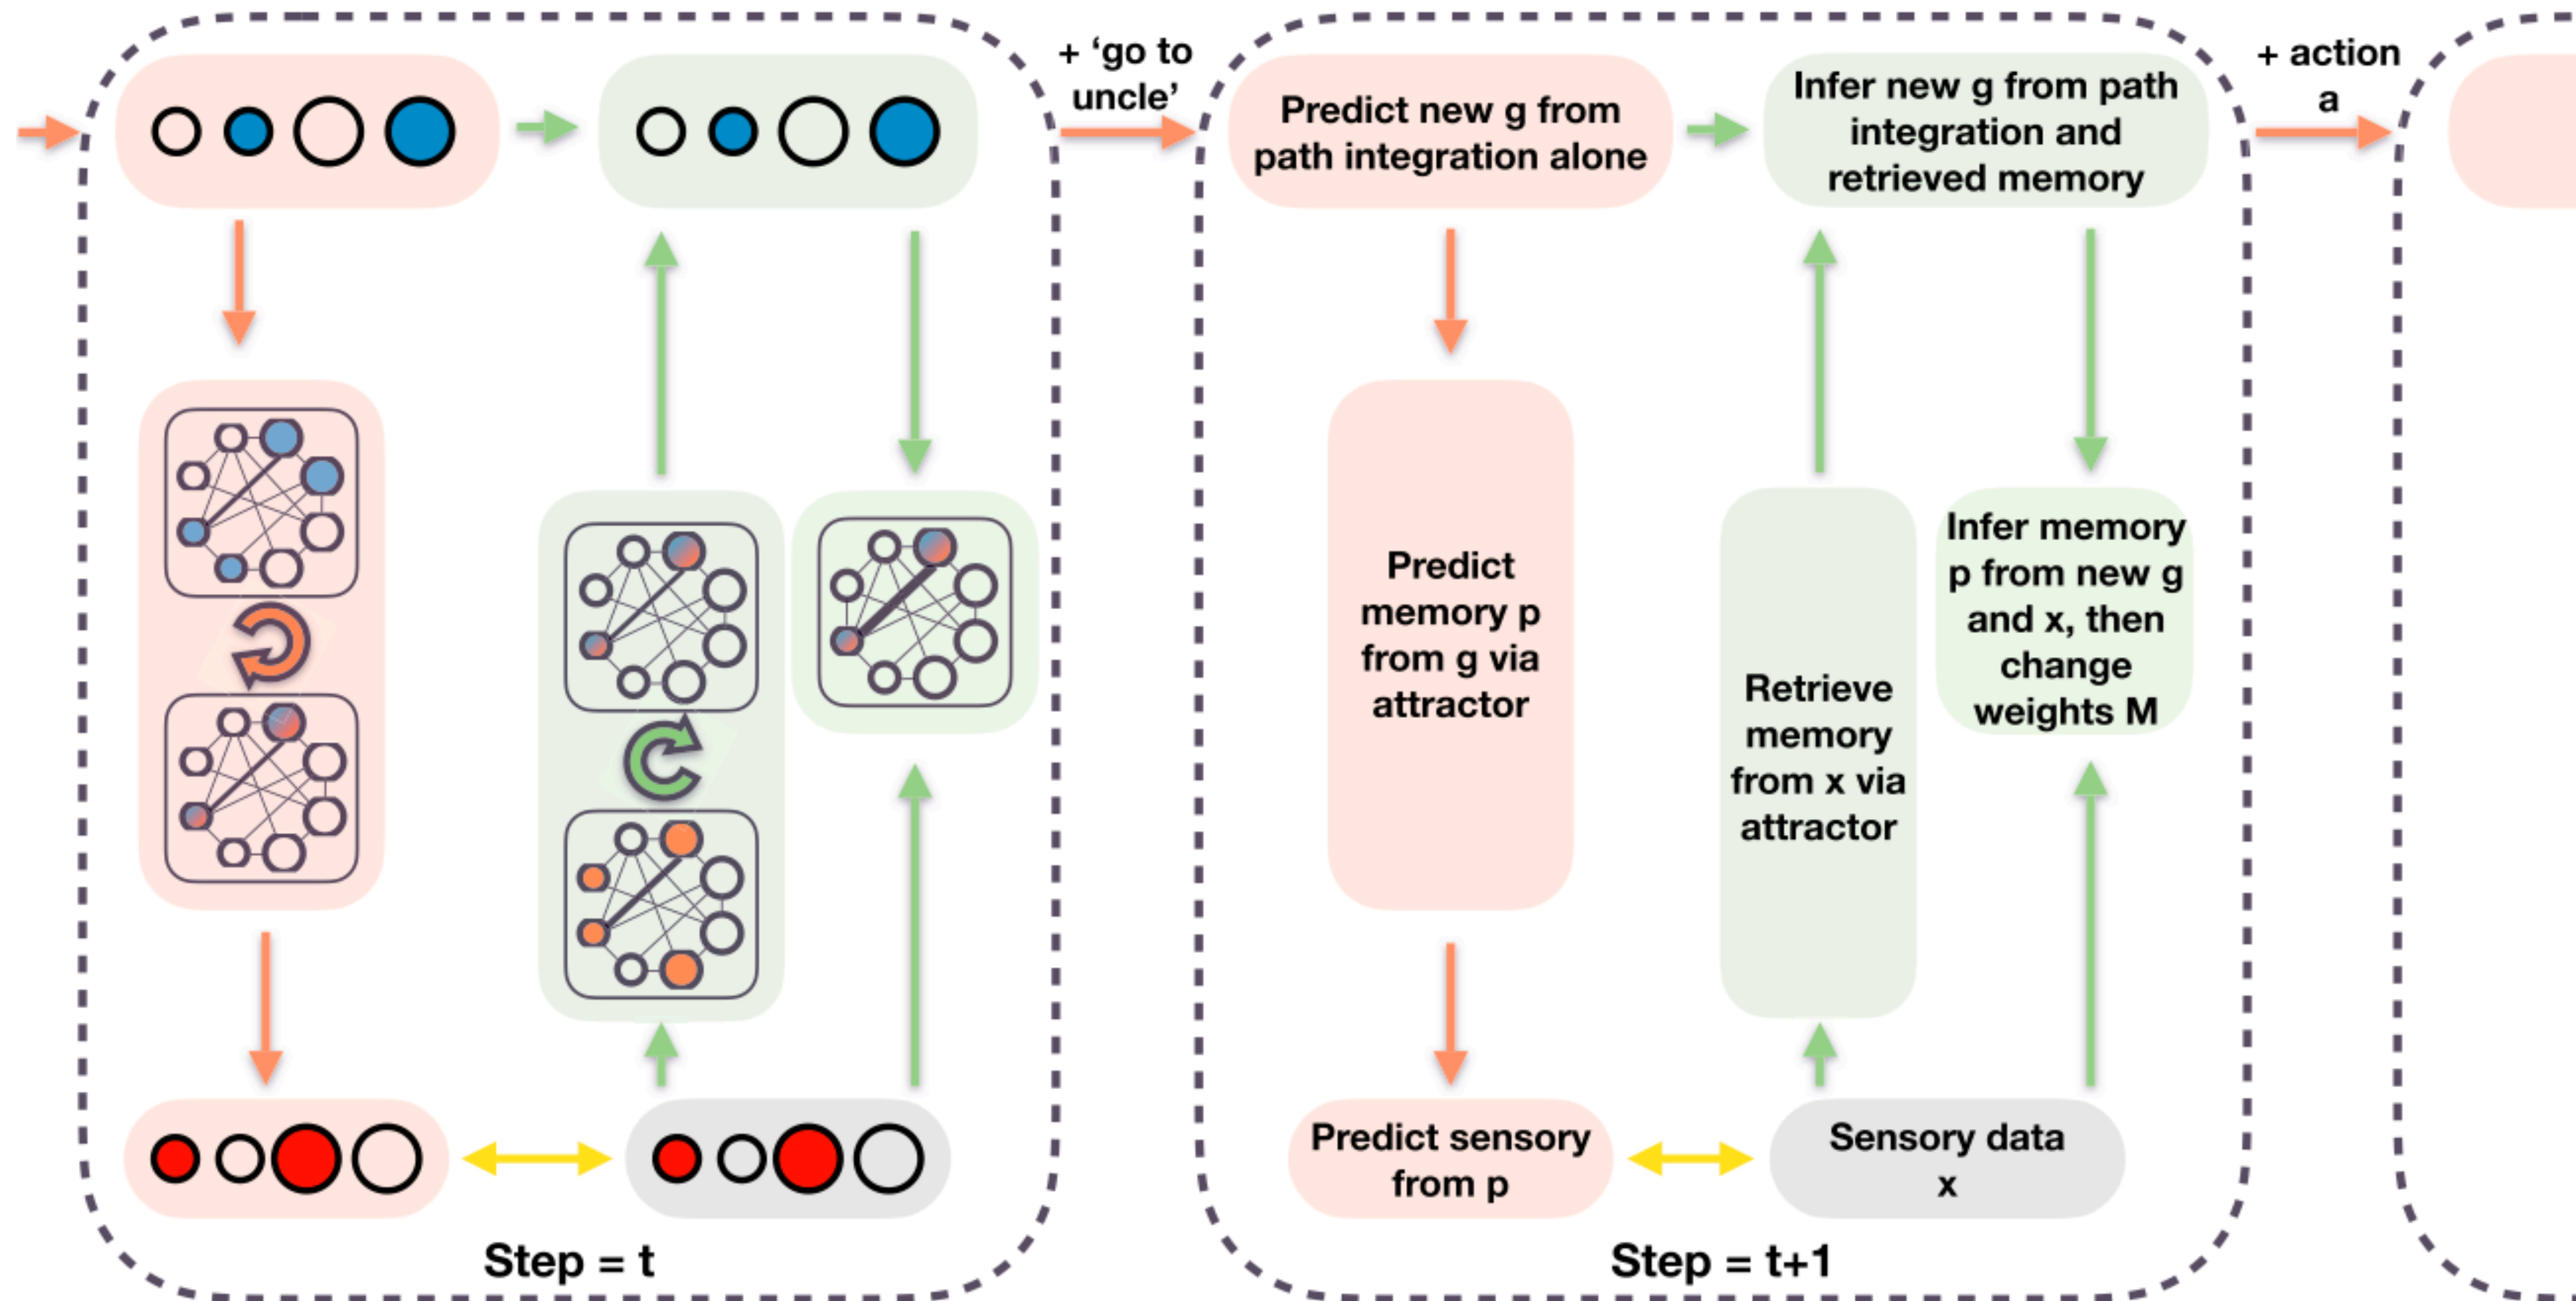 + ‘go to
uncle’
Predict new g from
path integration alone
Infer new g from path
integration and
retrieved memory
+ action
a
Predict
memory p
from g via
attractor
Retrieve
memory
from x via
attractor
Infer memory
p from new g
and x, then
change
weights M
Predict sensory
from p
Sensory data
x
Step = t
Step = t+1